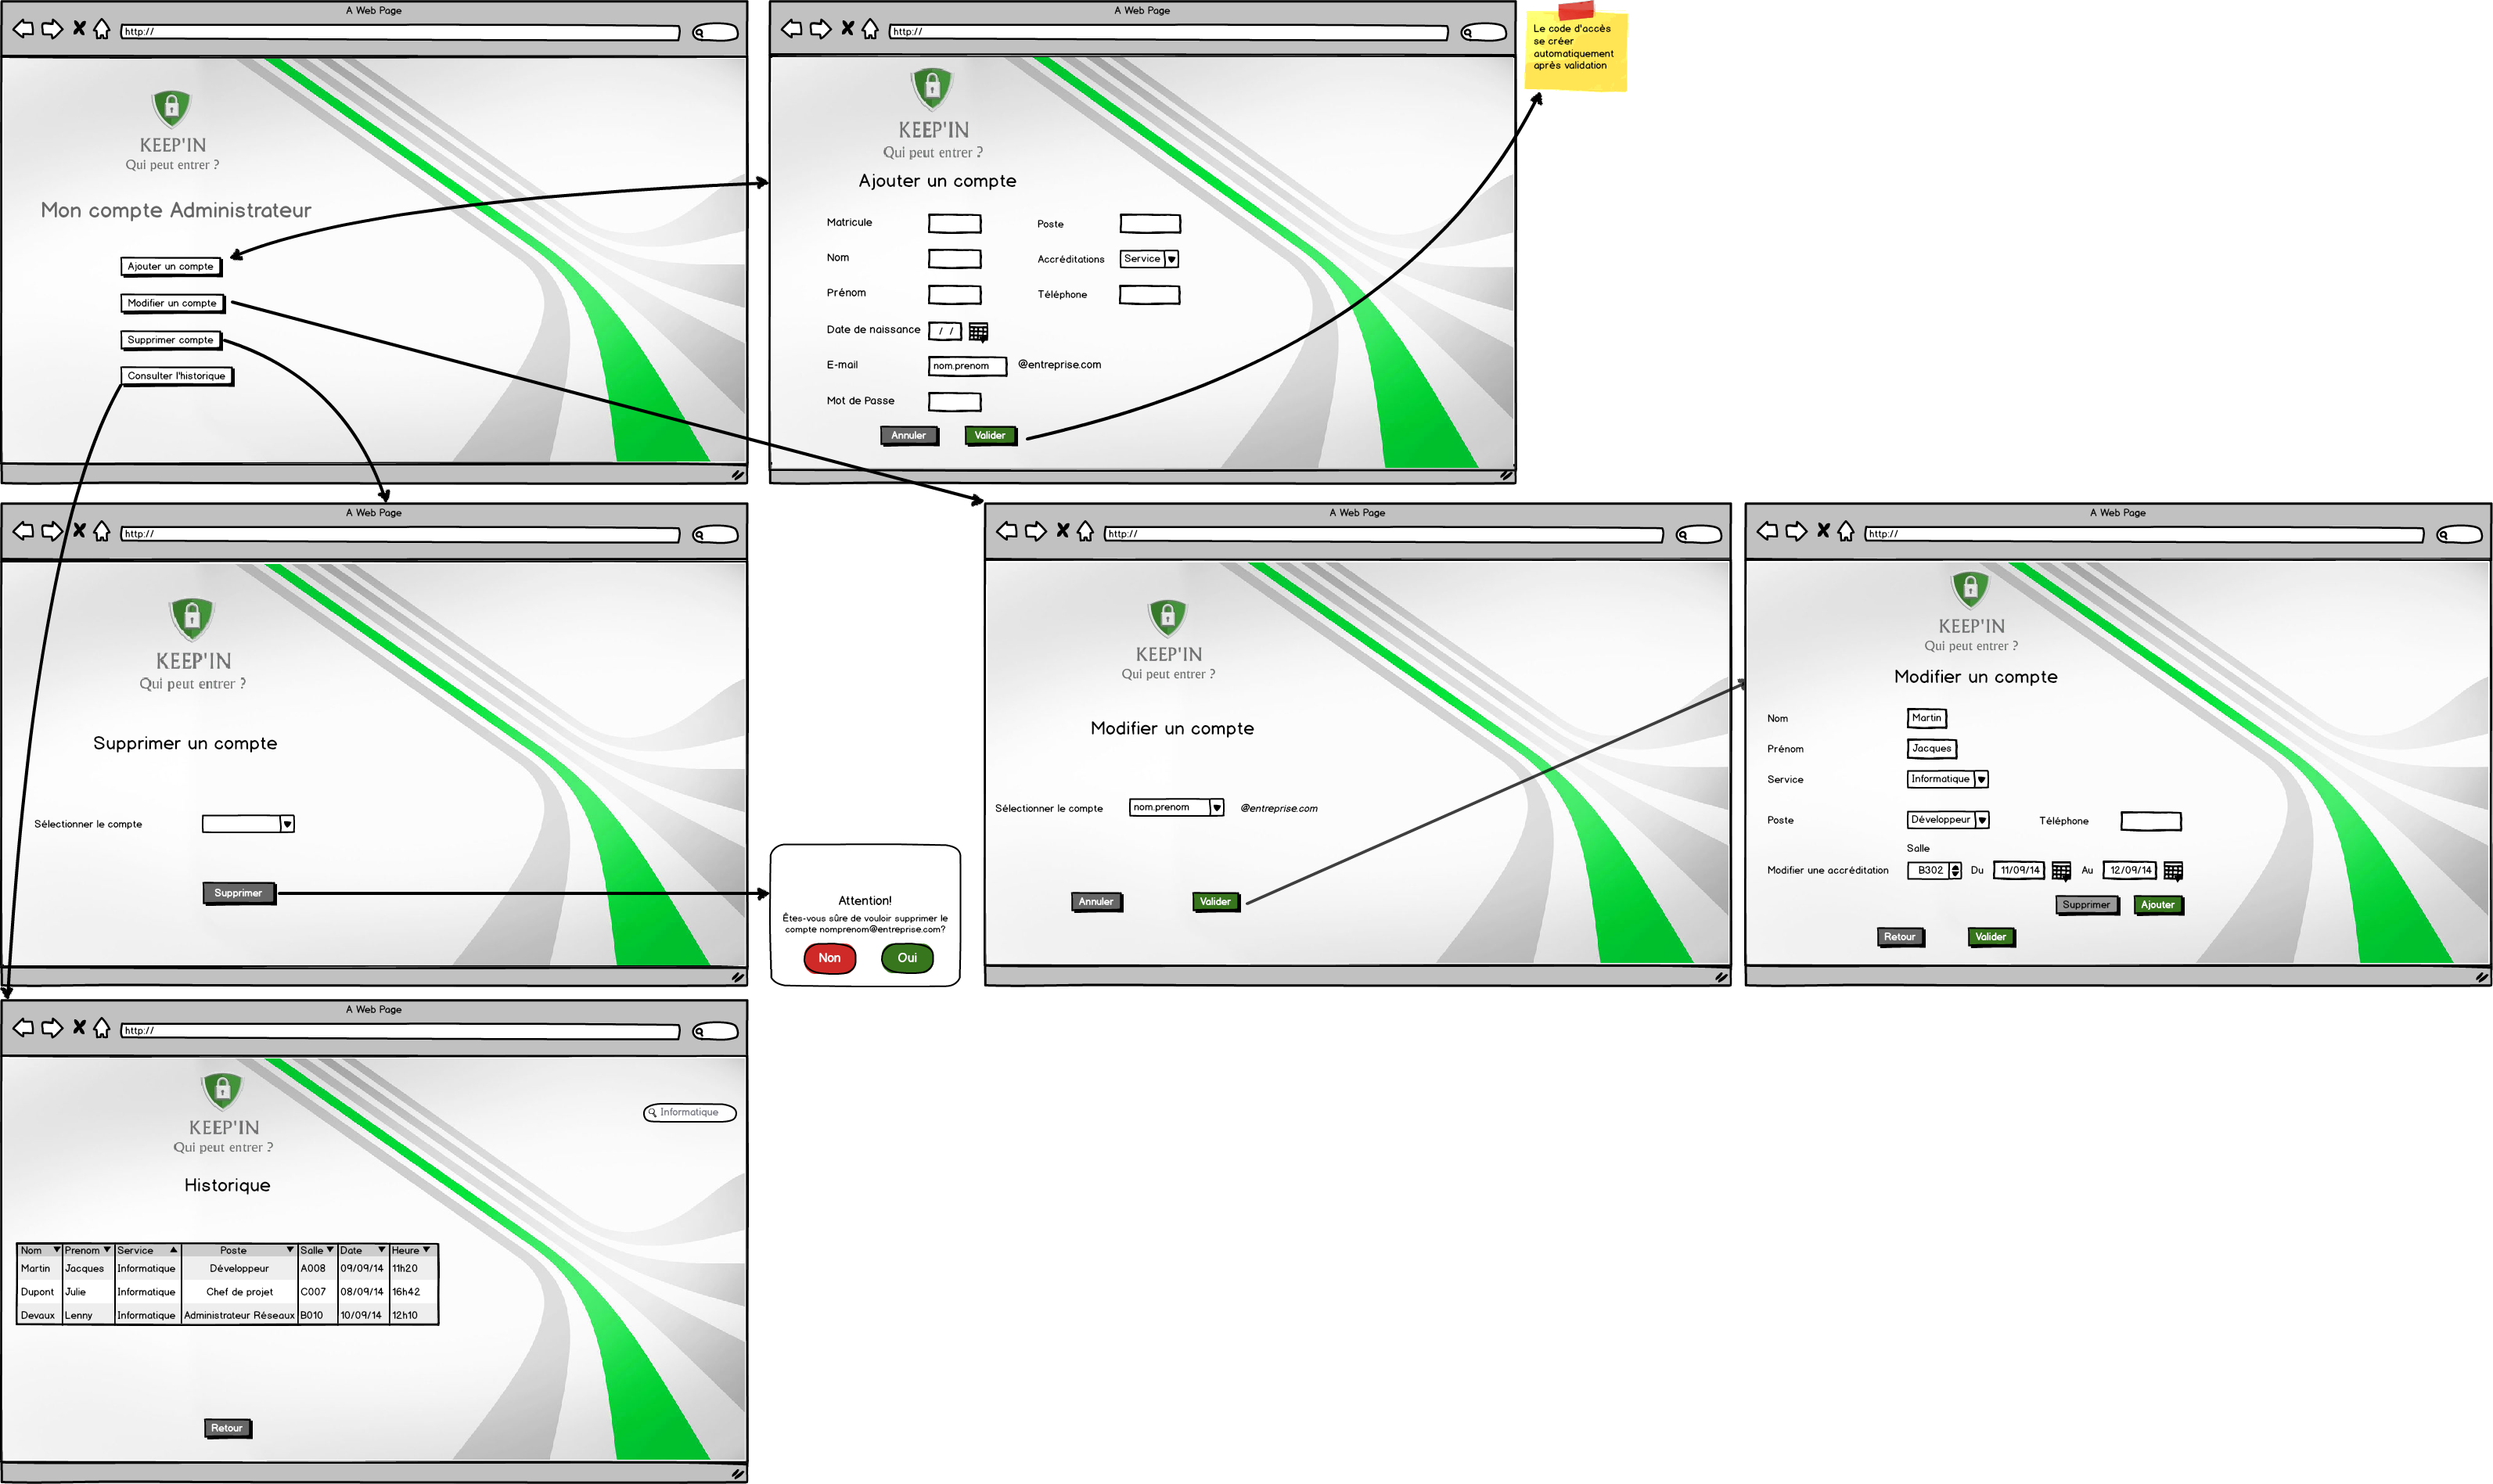 A Web Page
http://
KEEP'IN
Qui peut entrer ?
Mon compte Administrateur
Ajouter un compte
Modifier un compte
Supprimer compte
Consulter l'historique
A Web Page
http://
KEEP'IN
Qui peut entrer ?
Ajouter un compte
Matricule
Poste
Nom
Accréditations Service
Prénom
Téléphone
Date de naissance / /
E-mail nom.prenom @entreprise.com
Mot de Passe
Annuler Valider
Le code d'accès
se créer
automatiquement
après validation
A Web Page
http://
KEEP'IN
Qui peut entrer ?
Supprimer un compte
Sélectionner le compte
Supprimer
Attention!
Êtes-vous sûre de vouloir supprimer le
compte nomprenom@entreprise.com?
Non Oui
A Web Page
http://
KEEP'IN
Qui peut entrer ?
Modifier un compte
Sélectionner le compte nom.prenom @entreprise.com
Annuler Valider
A Web Page
http://
KEEP'IN
Qui peut entrer ?
Modifier un compte
Nom Martin
Prénom Jacques
Service Informatique
Poste Développeur Téléphone
Salle
Modifier une accréditation B302 Du 11/09/14 Au 12/09/14
Supprimer Ajouter
Retour Valider
A Web Page
http://
KEEP'IN
Qui peut entrer ?
Informatique
Historique
Nom Prenom Service Poste Salle Date Heure
Martin Jacques Informatique Développeur A008 09/09/14 11h20
Dupont Julie Informatique Chef de projet C007 08/09/14 16h42
Devaux Lenny Informatique Administrateur Réseaux B010 10/09/14 12h10
Retour